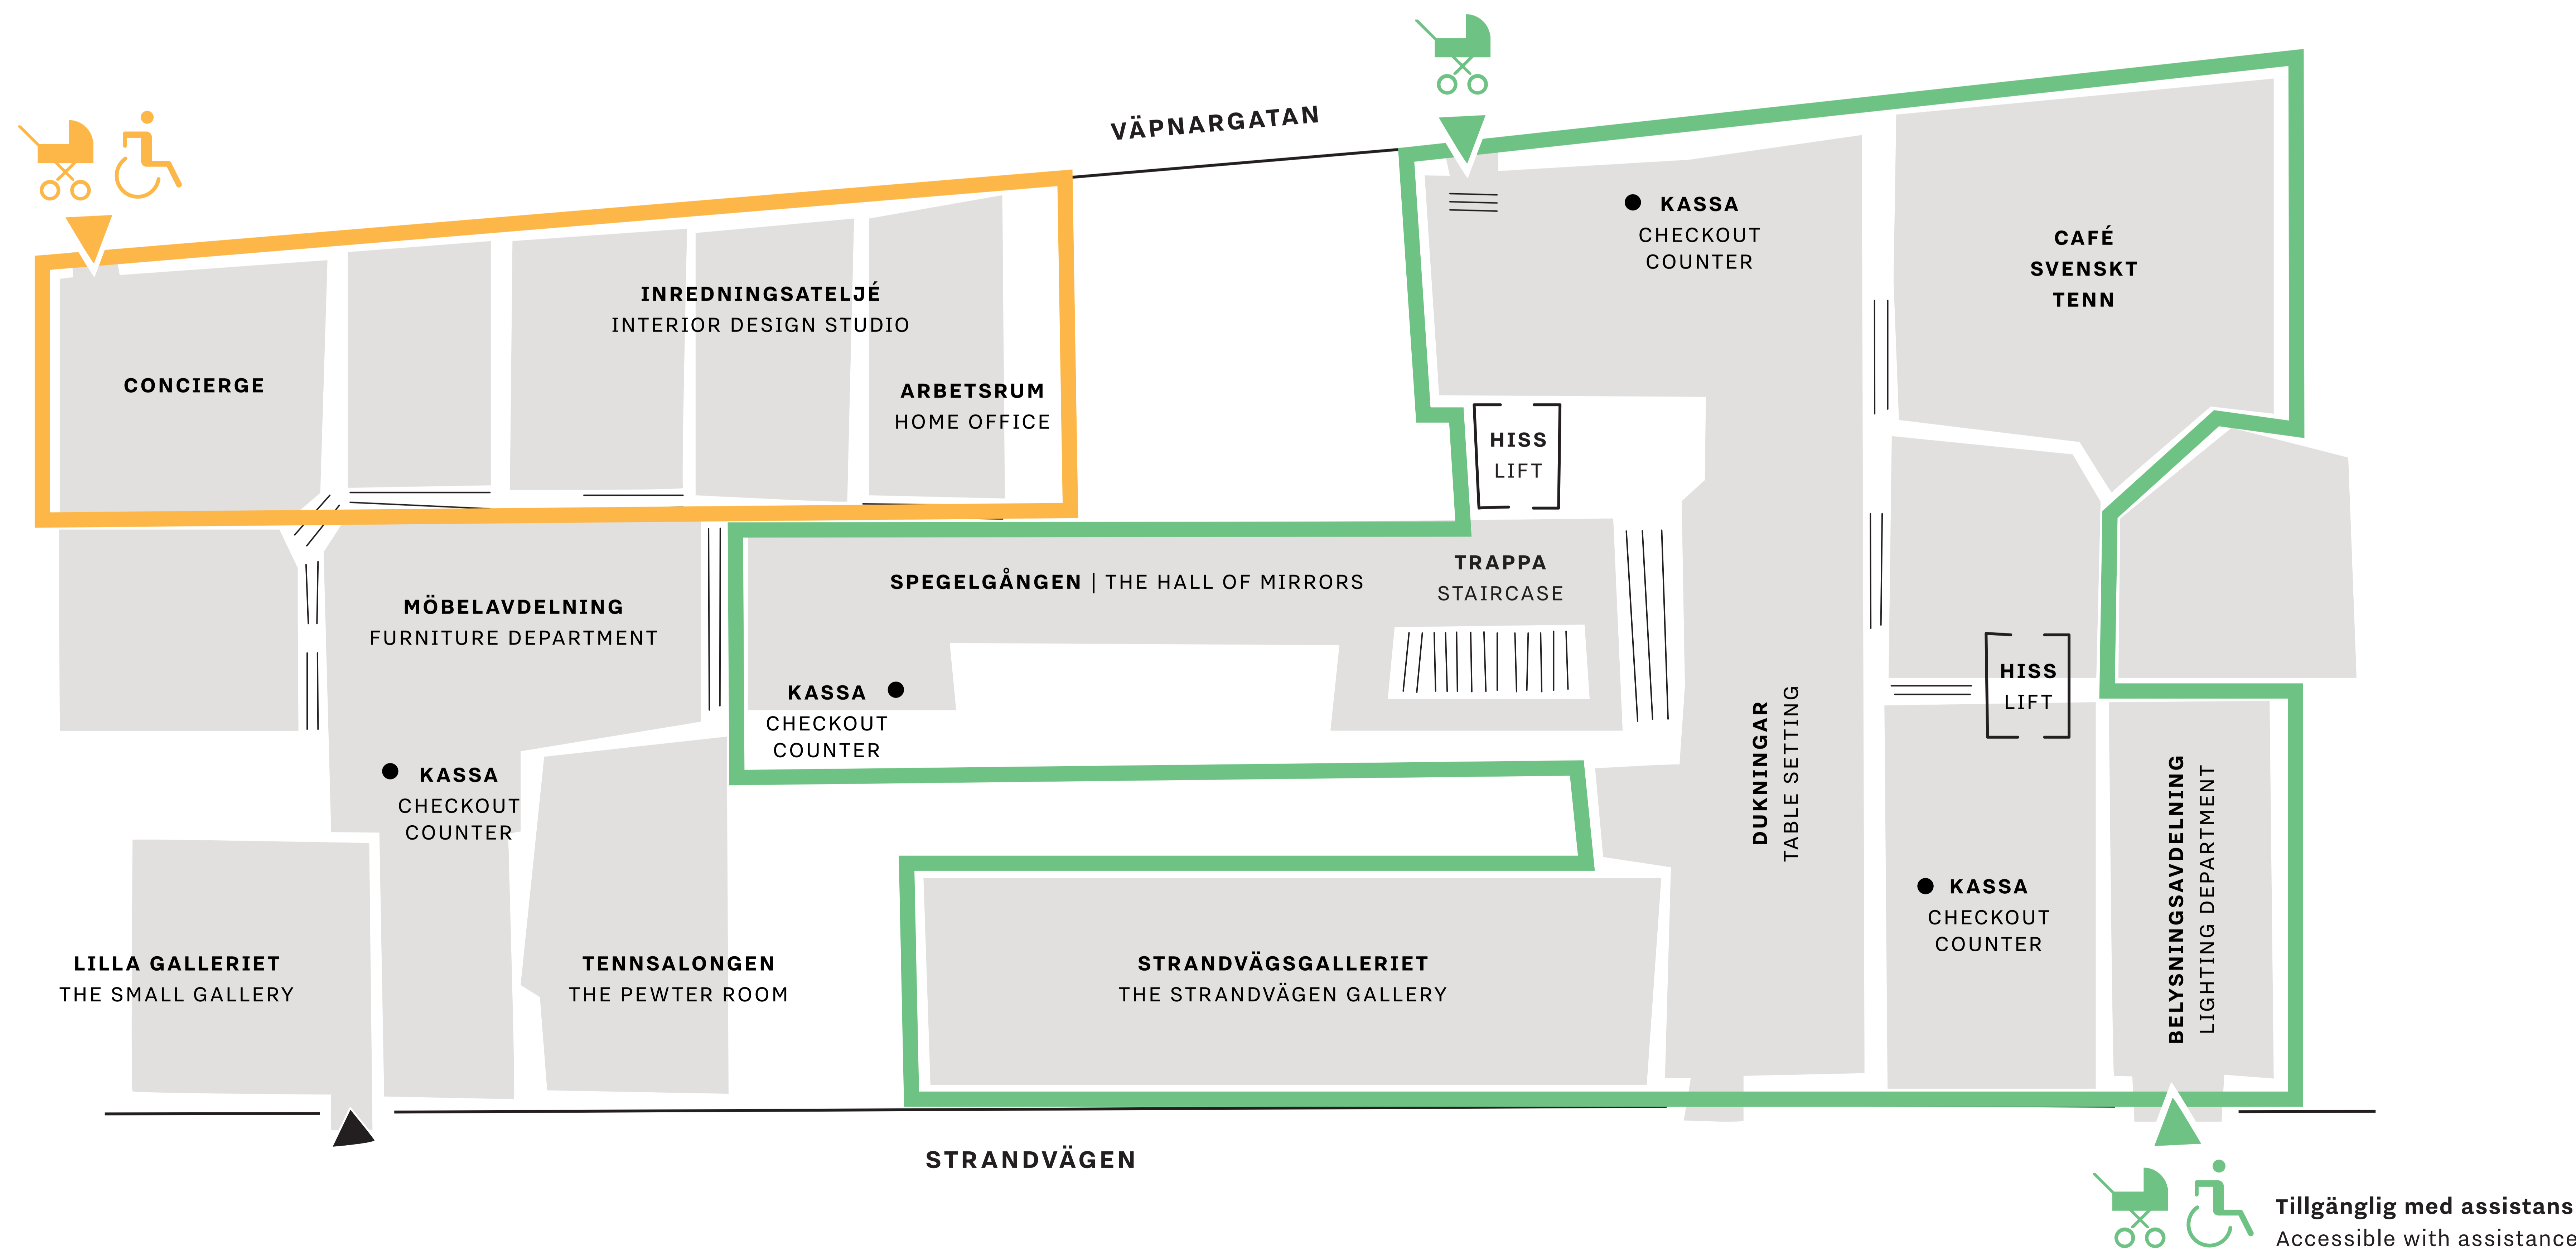 VÄPNARGATAN
KASSA
CHECKOUT
COUNTER
CAFÉ
SVENSKT
TENN
INREDNINGSATELJÉ
INTERIOR DESIGN STUDIO
CONCIERGE
ARBETSRUM
HOME OFFICE
HISS
LIFT
SPEGELGÅNGEN | THE HALL OF MIRRORS
TRAPPA
STAIRCASE
MÖBELAVDELNING
FURNITURE DEPARTMENT
KASSA
CHECKOUT
COUNTER
HISS
LIFT
KASSA
CHECKOUT
COUNTER
DUKNINGAR
TABLE SETTING
KASSA
CHECKOUT
COUNTER
BELYSNINGSAVDELNING
LIGHTING DEPARTMENT
LILLA GALLERIET
THE SMALL GALLERY
TENNSALONGEN
THE PEWTER ROOM
STRANDVÄGSGALLERIET
THE STRANDVÄGEN GALLERY
STRANDVÄGEN
Tillgänglig med assistans
Accessible with assistance